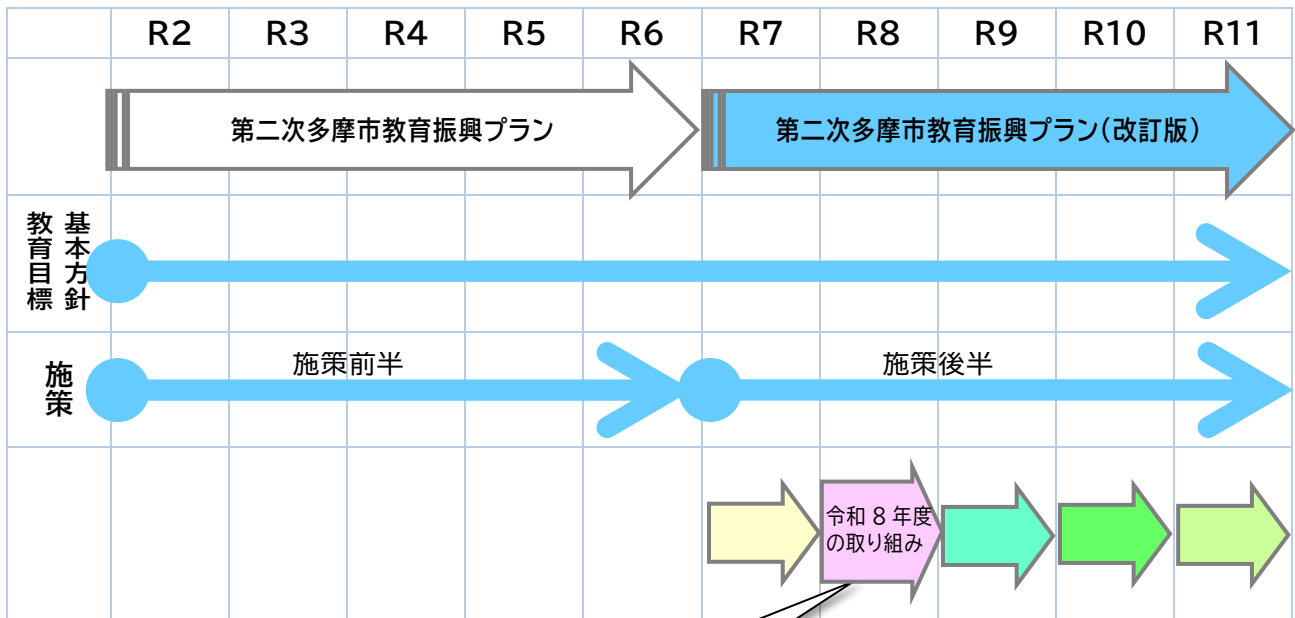 R2 R3 R4 R5 R6 R7 R8 R9 R10 R11
第二次多摩市教育振興プラン
第二次多摩市教育振興プラン(改訂版)
基本方針
教育目標
施策
施策前半
施策後半
令和 8 年度
の取り組み